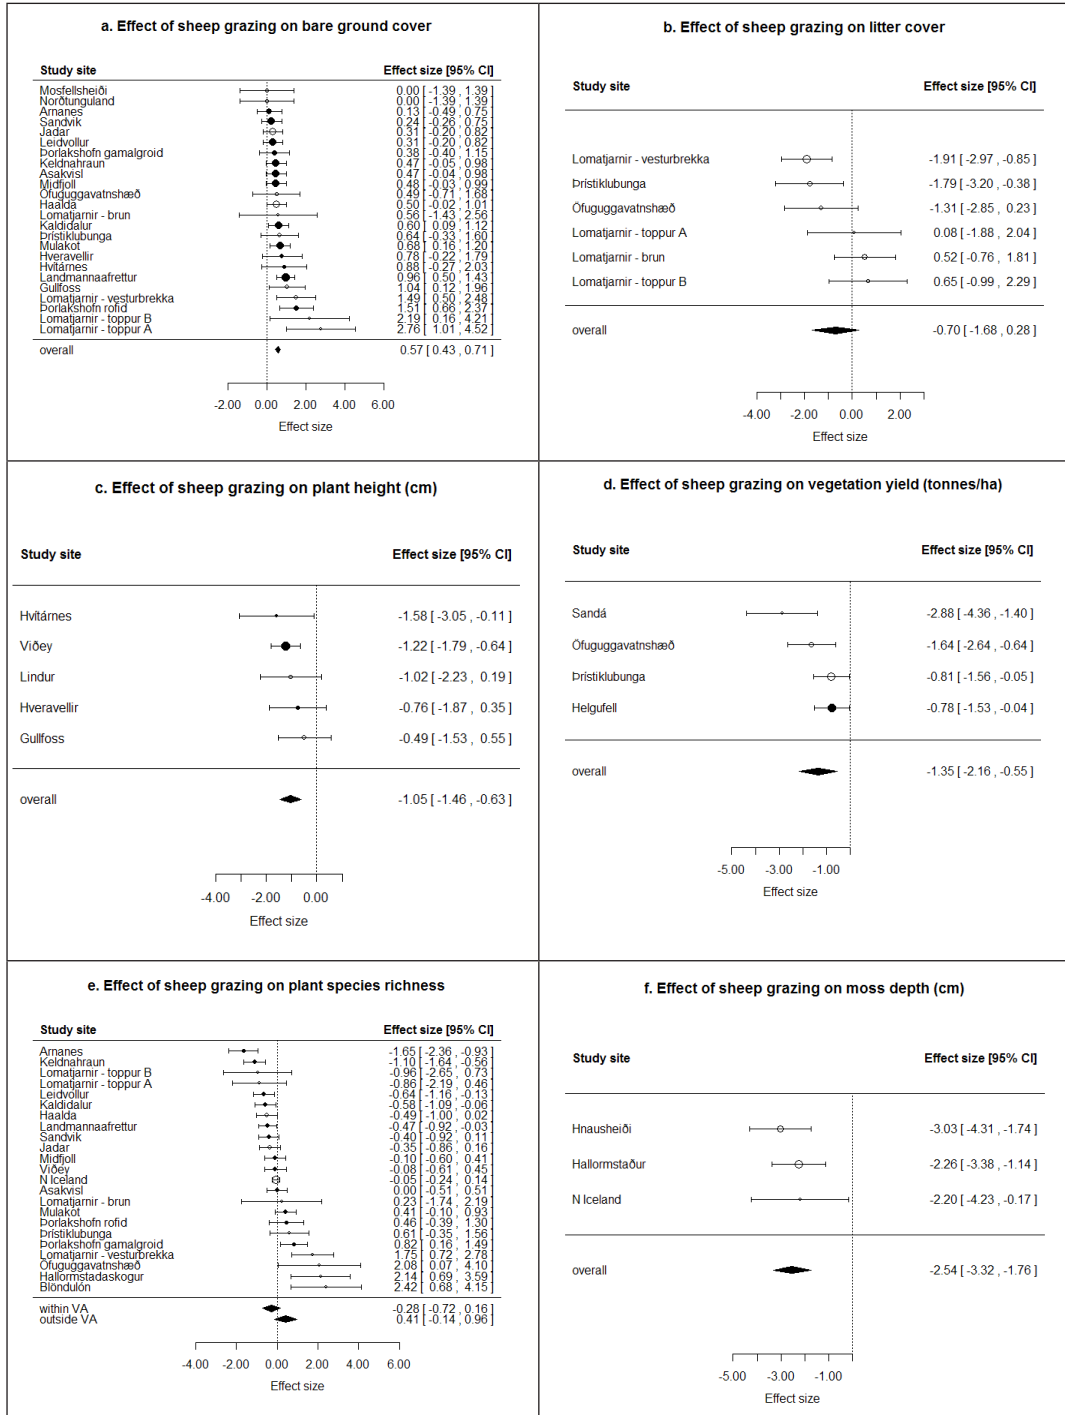 a. Effect of sheep grazing on bare ground cover
Study site Effect size [95% CI]
Mosfellsheiði 0.00 [ -1.39 , 1.39 ]
Norðtunguland 0.00 [ -1.39 , 1.39 ]
Arnanes 0.13 [ -0.49 , 0.75 ]
Sandvik 0.24 [ -0.26 , 0.75 ]
Jadar 0.31 [ -0.20 , 0.82 ]
Leidvollur 0.31 [ -0.20 , 0.82 ]
Þorlakshofn gamalgroid 0.38 [ -0.40 , 1.15 ]
Keldnahraun 0.47 [ -0.05 , 0.98 ]
Asakvisl 0.47 [ -0.04 , 0.98 ]
Midfjoll 0.48 [ -0.03 , 0.99 ]
Öfuguggavatnshæð 0.49 [ -0.71 , 1.68 ]
Haalda 0.50 [ -0.02 , 1.01 ]
Lomatjarnir - brun 0.56 [ -1.43 , 2.56 ]
Kaldidalur 0.60 [ 0.09 , 1.12 ]
Þrístiklubunga 0.64 [ -0.33 , 1.60 ]
Mulakot 0.68 [ 0.16 , 1.20 ]
Hveravellir 0.78 [ -0.22 , 1.79 ]
Hvítárnes 0.88 [ -0.27 , 2.03 ]
Landmannaafrettur 0.96 [ 0.50 , 1.43 ]
Gullfoss 1.04 [ 0.12 , 1.96 ]
Lomatjarnir - vesturbrekka 1.49 [ 0.50 , 2.48 ]
Þorlakshofn rofid 1.51 [ 0.66 , 2.37 ]
Lomatjarnir - toppur B 2.19 [ 0.16 , 4.21 ]
Lomatjarnir - toppur A 2.76 [ 1.01 , 4.52 ]
overall 0.57 [ 0.43 , 0.71 ]
-2.00 0.00 2.00 4.00 6.00
Effect size
b. Effect of sheep grazing on litter cover
Study site Effect size [95% CI]
Lomatjarnir - vesturbrekka -1.91 [ -2.97 , -0.85 ]
Þrístiklubunga -1.79 [ -3.20 , -0.38 ]
Öfuguggavatnshæð -1.31 [ -2.85 , 0.23 ]
Lomatjarnir - toppur A 0.08 [ -1.88 , 2.04 ]
Lomatjarnir - brun 0.52 [ -0.76 , 1.81 ]
Lomatjarnir - toppur B 0.65 [ -0.99 , 2.29 ]
overall -0.70 [ -1.68 , 0.28 ]
-4.00 -2.00 0.00 2.00
Effect size
c. Effect of sheep grazing on plant height (cm)
Study site Effect size [95% CI]
Hvítárnes -1.58 [ -3.05 , -0.11 ]
Viðey -1.22 [ -1.79 , -0.64 ]
Lindur -1.02 [ -2.23 , 0.19 ]
Hveravellir -0.76 [ -1.87 , 0.35 ]
Gullfoss -0.49 [ -1.53 , 0.55 ]
overall -1.05 [ -1.46 , -0.63 ]
-4.00 -2.00 0.00
Effect size
d. Effect of sheep grazing on vegetation yield (tonnes/ha)
Study site Effect size [95% CI]
Sandá -2.88 [ -4.36 , -1.40 ]
Öfuguggavatnshæð -1.64 [ -2.64 , -0.64 ]
Þrístiklubunga -0.81 [ -1.56 , -0.05 ]
Helgufell -0.78 [ -1.53 , -0.04 ]
overall -1.35 [ -2.16 , -0.55 ]
-5.00 -3.00 -1.00
Effect size
e. Effect of sheep grazing on plant species richness
Study site Effect size [95% CI]
Arnanes -1.65 [ -2.36 , -0.93 ]
Keldnahraun -1.10 [ -1.64 , -0.56 ]
Lomatjarnir - toppur B -0.96 [ -2.65 , 0.73 ]
Lomatjarnir - toppur A -0.86 [ -2.19 , 0.46 ]
Leidvollur -0.64 [ -1.16 , -0.13 ]
Kaldidalur -0.58 [ -1.09 , -0.06 ]
Haalda -0.49 [ -1.00 , 0.02 ]
Landmannaafrettur -0.47 [ -0.92 , -0.03 ]
Sandvik -0.40 [ -0.92 , 0.11 ]
Jadar -0.35 [ -0.86 , 0.16 ]
Midfjoll -0.10 [ -0.60 , 0.41 ]
Viðey -0.08 [ -0.61 , 0.45 ]
N Iceland -0.05 [ -0.24 , 0.14 ]
Asakvisl 0.00 [ -0.51 , 0.51 ]
Lomatjarnir - brun 0.23 [ -1.74 , 2.19 ]
Mulakot 0.41 [ -0.10 , 0.93 ]
Þorlakshofn rofid 0.46 [ -0.39 , 1.30 ]
Þrístiklubunga 0.61 [ -0.35 , 1.56 ]
Þorlakshofn gamalgroid 0.82 [ 0.16 , 1.49 ]
Lomatjarnir - vesturbrekka 1.75 [ 0.72 , 2.78 ]
Öfuguggavatnshæð 2.08 [ 0.07 , 4.10 ]
Hallormstadaskogur 2.14 [ 0.69 , 3.59 ]
Blöndulón 2.42 [ 0.68 , 4.15 ]
within VA -0.28 [ -0.72 , 0.16 ]
outside VA 0.41 [ -0.14 , 0.96 ]
-4.00 -2.00 0.00 2.00 4.00 6.00
Effect size
f. Effect of sheep grazing on moss depth (cm)
Study site Effect size [95% CI]
Hnausheiði -3.03 [ -4.31 , -1.74 ]
Hallormstaður -2.26 [ -3.38 , -1.14 ]
N Iceland -2.20 [ -4.23 , -0.17 ]
overall -2.54 [ -3.32 , -1.76 ]
-5.00 -3.00 -1.00
Effect size